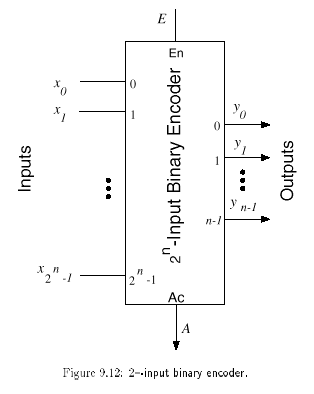 E
En
x₀
0
y₀
0
x₁
1
y₁
1
Inputs
2ⁿ-Input Binary Encoder
Outputs
yₙ₋₁
n-1
x₂ⁿ₋₁
2ⁿ-1
Ac
A
Figure 9.12: 2--input binary encoder.